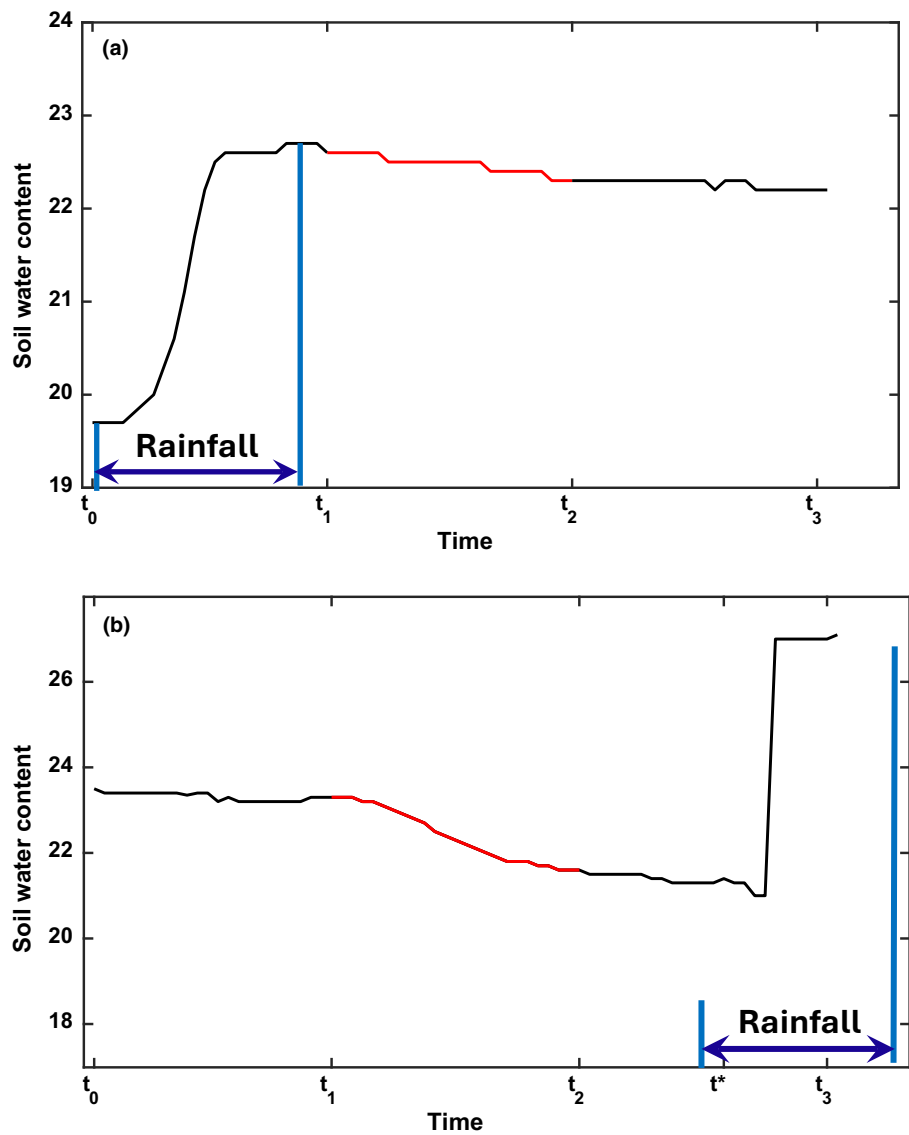 24
23
22
21
20
19
Soil water content
(a)
Rainfall
t0 t1 t2 t3
Time
26
24
22
20
18
Soil water content
(b)
Rainfall
t0 t1 t2 t* t3
Time